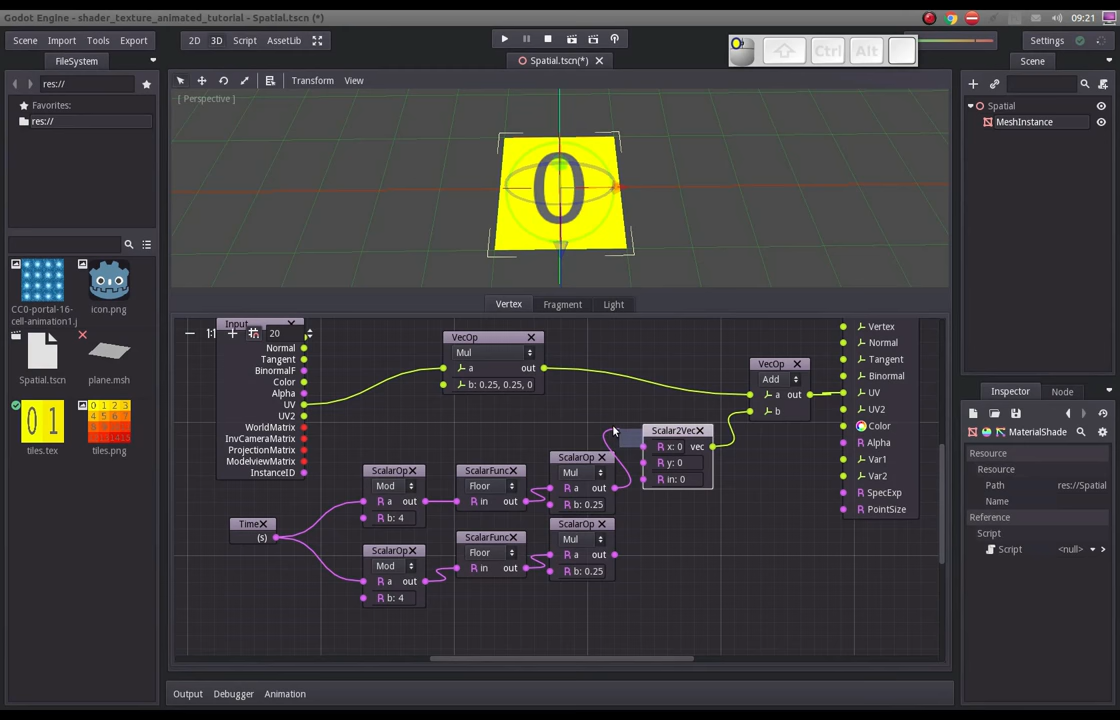 Godot Engine - shader_texture_animated_tutorial - Spatial.tscn (*)
09:21
Scene Import Tools Export
2D 3D Script AssetLib
Settings
Ctrl Alt
FileSystem
Spatial.tscn(*)
Scene
res://
Transform View
Favorites:
res://
[ Perspective ]
Spatial
MeshInstance
0
CC0-portal-16-cell-animation1.j
icon.png
Spatial.tscn
plane.msh
0 1
tiles.tex
tiles.png
Vertex Fragment Light
Input
1:1
20
Normal
Tangent
BinormalF
Color
Alpha
UV
UV2
WorldMatrix
InvCameraMatrix
ProjectionMatrix
ModelviewMatrix
InstanceID
VecOp
Mul
a out
b: 0.25, 0.25, 0
VecOp
Add
a out
b
Scalar2Vec
x: 0 vec
y: 0
in: 0
Time
(s)
ScalarOp
Mod
a out
b: 4
ScalarFunc
Floor
in out
ScalarOp
Mul
a out
b: 0.25
ScalarOp
Mod
a out
b: 4
ScalarFunc
Floor
in out
ScalarOp
Mul
a out
b: 0.25
Vertex
Normal
Tangent
Binormal
UV
UV2
Color
Alpha
Var1
Var2
SpecExp
PointSize
Inspector Node
MaterialShade
Resource
Resource
Path res://Spatial
Name
Reference
Script
Script <null>
Output Debugger Animation